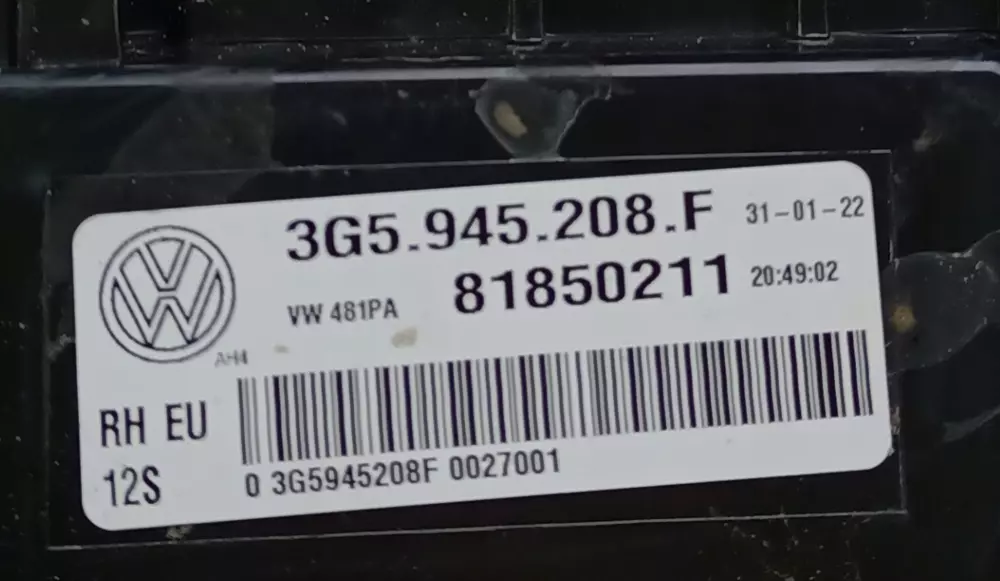 3G5.945.208.F 31-01-22
VW 481PA 81850211 20:49:02
AH4
RH EU
12S
0 3G5945208F 0027001